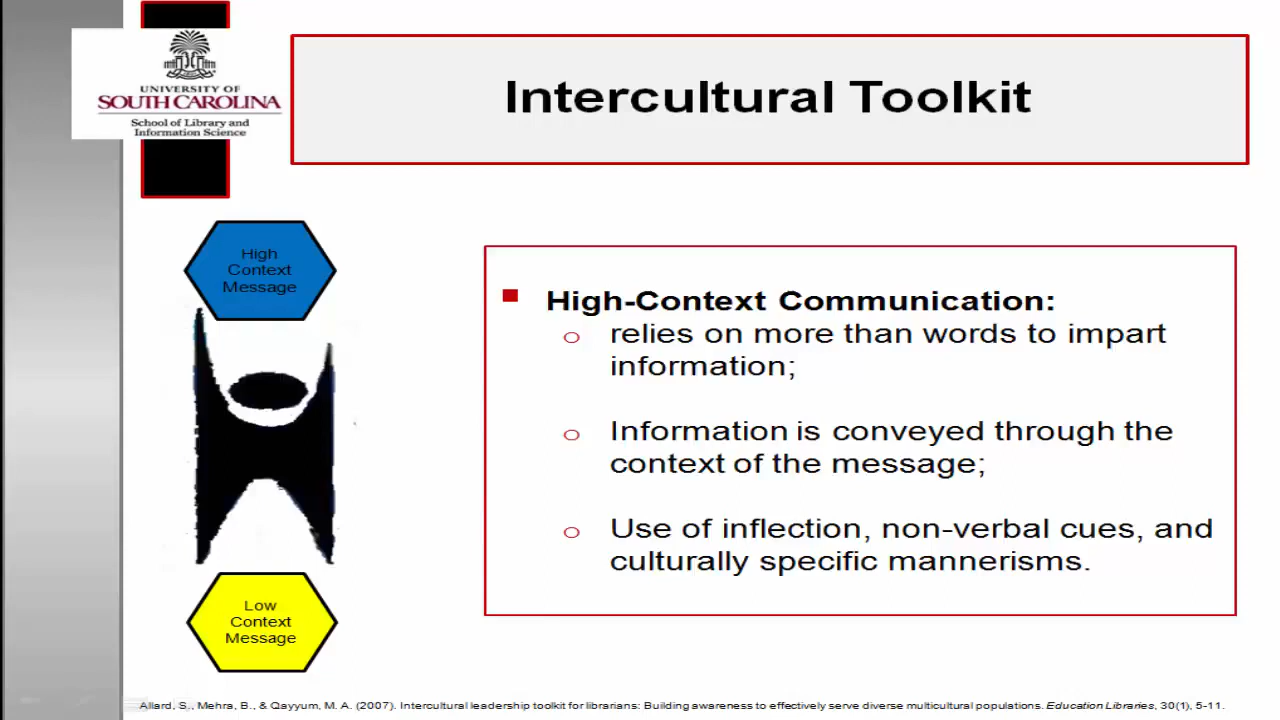 UNIVERSITY OF
SOUTH CAROLINA
School of Library and
Information Science
Intercultural Toolkit
High
Context
Message
Low
Context
Message
High-Context Communication:
relies on more than words to impart
information;
Information is conveyed through the
context of the message;
Use of inflection, non-verbal cues, and
culturally specific mannerisms.
Allard, S., Mehra, B., & Qayyum, M. A. (2007). Intercultural leadership toolkit for librarians: Building awareness to effectively serve diverse multicultural populations. Education Libraries, 30(1), 5-11.